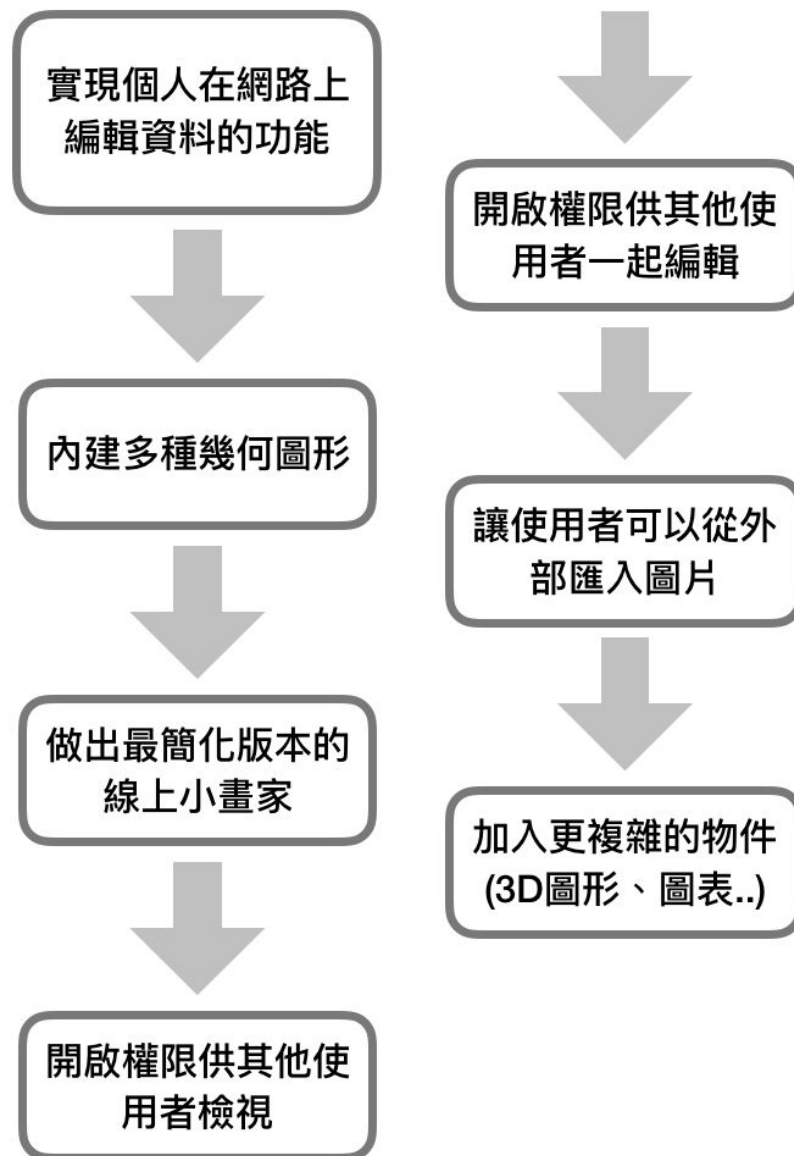 實現個人在網路上
編輯資料的功能
內建多種幾何圖形
做出最簡化版本的
線上小畫家
開啟權限供其他使
用者檢視
開啟權限供其他使
用者一起編輯
讓使用者可以從外
部匯入圖片
加入更複雜的物件
(3D圖形、圖表..)